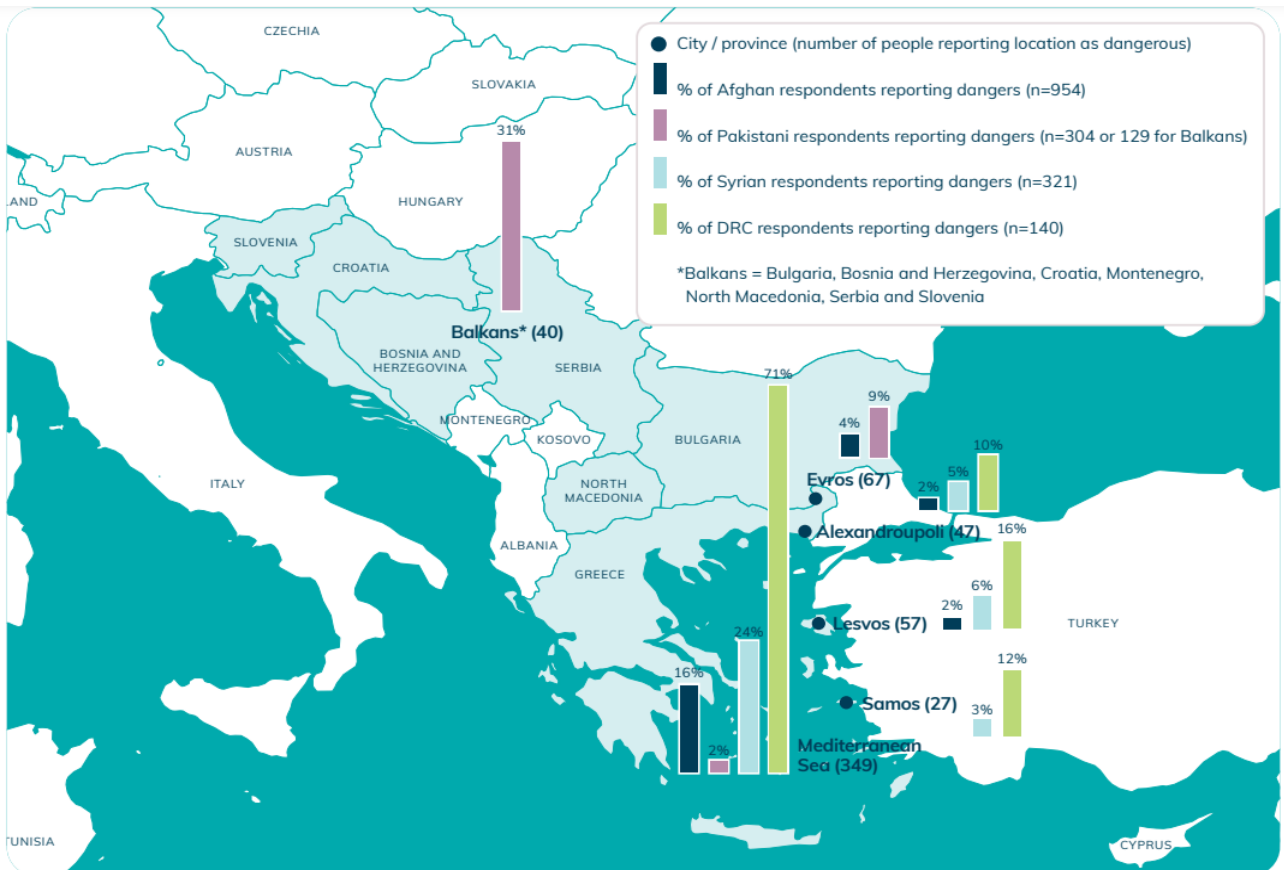 CZECHIA
SLOVAKIA
AUSTRIA
HUNGARY
LAND
SLOVENIA
CROATIA
BOSNIA AND
HERZEGOVINA
SERBIA
MONTENEGRO
KOSOVO
BULGARIA
NORTH
MACEDONIA
ITALY
ALBANIA
GREECE
TURKEY
TUNISIA
CYPRUS
City / province (number of people reporting location as dangerous)
% of Afghan respondents reporting dangers (n=954)
% of Pakistani respondents reporting dangers (n=304 or 129 for Balkans)
% of Syrian respondents reporting dangers (n=321)
% of DRC respondents reporting dangers (n=140)
*Balkans = Bulgaria, Bosnia and Herzegovina, Croatia, Montenegro,
North Macedonia, Serbia and Slovenia
31%
Balkans* (40)
4%
9%
Evros (67)
2%
5%
10%
Alexandroupoli (47)
2%
6%
16%
Lesvos (57)
3%
12%
Samos (27)
16%
2%
24%
71%
Mediterranean
Sea (349)